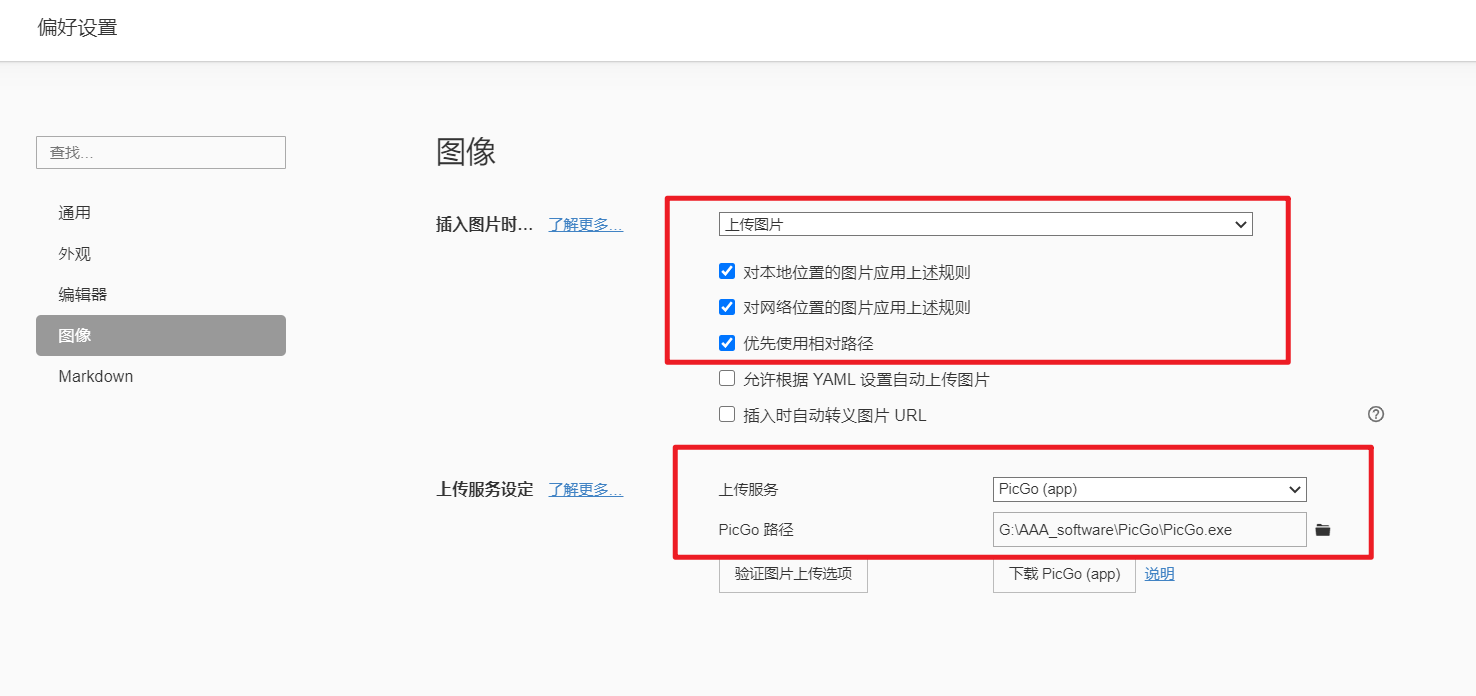 偏好设置
查找...
通用
外观
编辑器
图像
Markdown
图像
插入图片时... 了解更多... 上传图片
对本地位置的图片应用上述规则
对网络位置的图片应用上述规则
优先使用相对路径
允许根据 YAML 设置自动上传图片
插入时自动转义图片 URL ?
上传服务设定 了解更多... 上传服务 PicGo (app)
PicGo 路径 G:\AAA_software\PicGo\PicGo.exe
验证图片上传选项 下载 PicGo (app) 说明